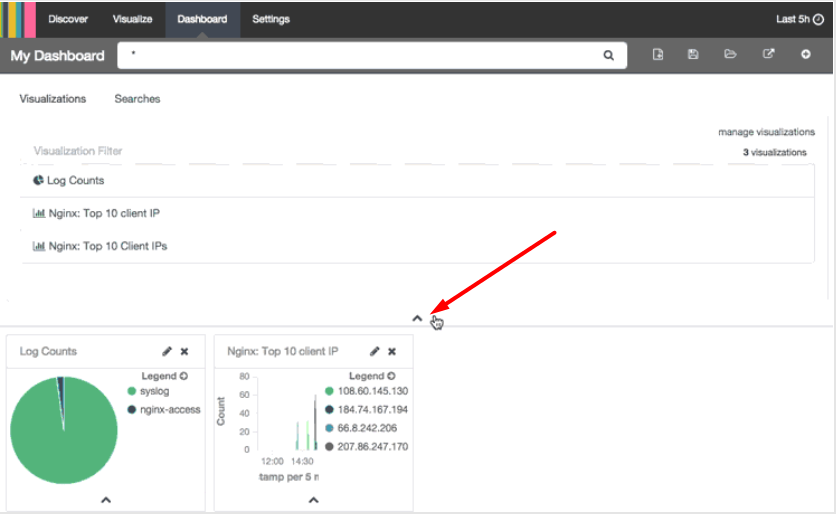 Discover Visualize Dashboard Settings Last 5h
My Dashboard *
Visualizations Searches
manage visualizations
Visualization Filter 3 visualizations
Log Counts
Nginx: Top 10 client IP
Nginx: Top 10 Client IPs
Log Counts
Legend
syslog
nginx-access
Nginx: Top 10 client IP
Legend
108.60.145.130
184.74.167.194
66.8.242.206
207.86.247.170
Count
80
60
40
20
0
12:00 14:30
tamp per 5 r